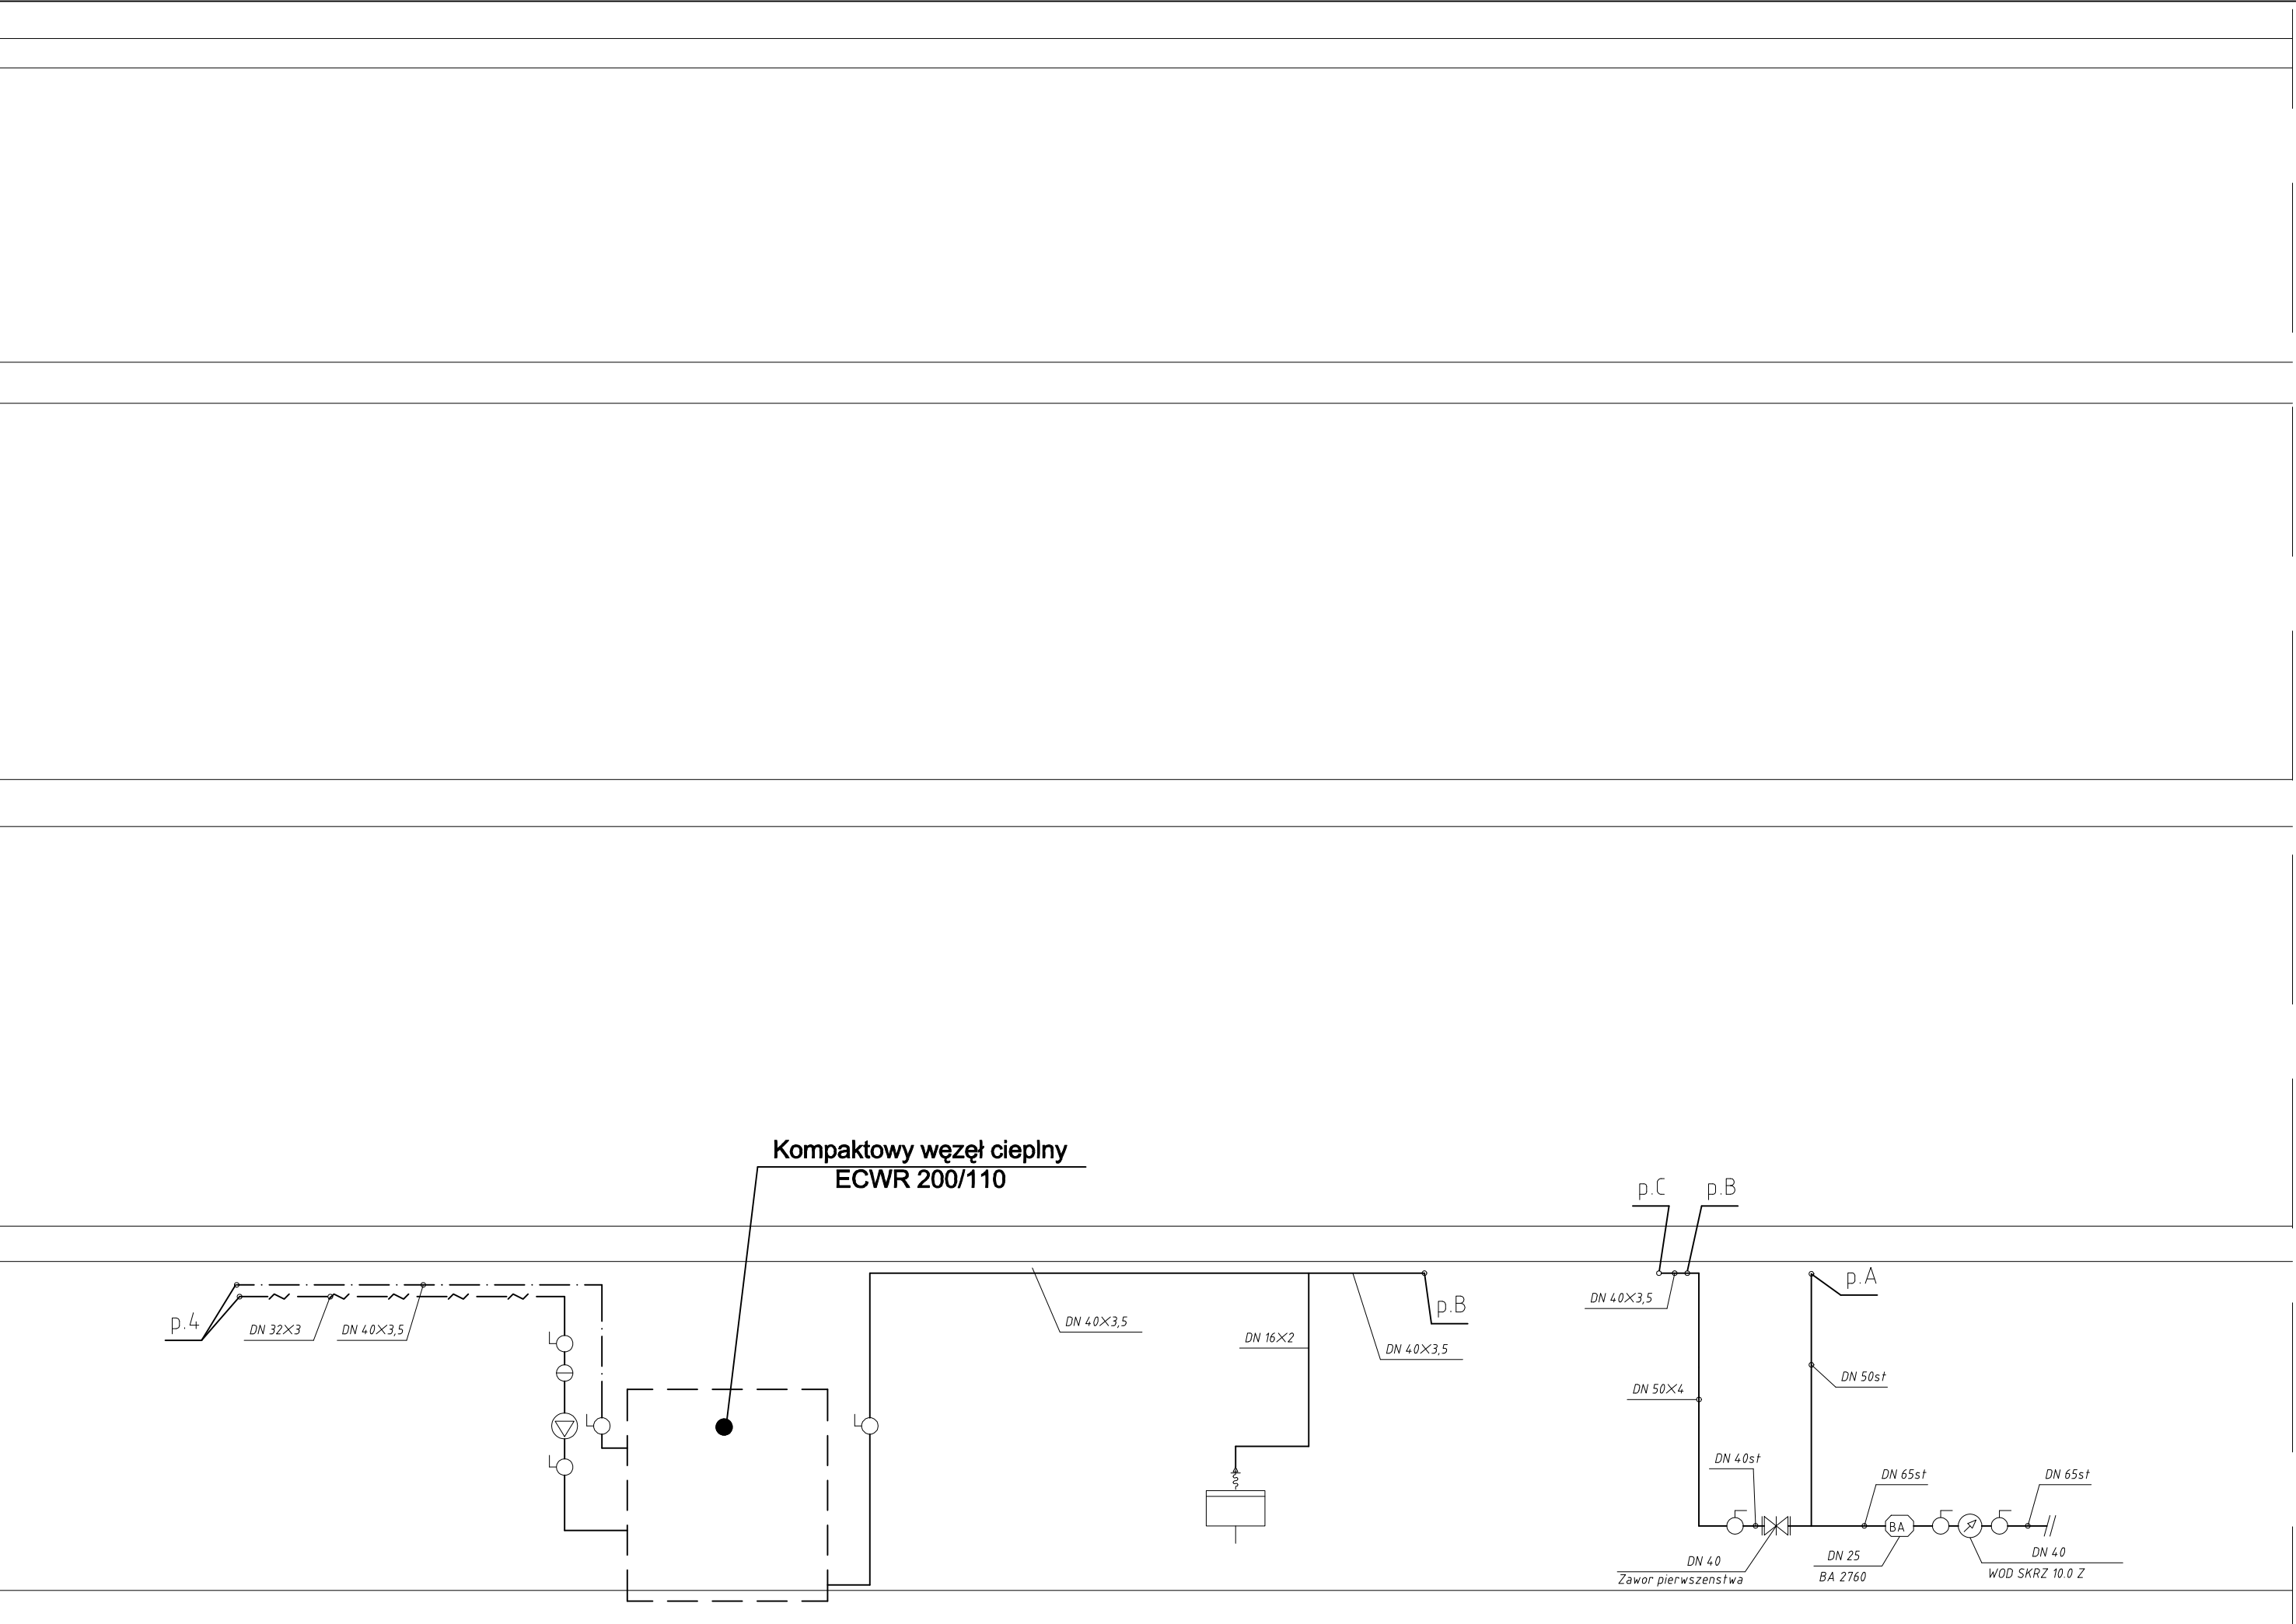 Kompaktowy węzęł cieplny
ECWR 200/110
p.C
p.B
p.A
p.4
DN 32X3
DN 40X3,5
DN 40X3,5
DN 16X2
p.B
DN 40X3,5
DN 40X3,5
DN 50X4
DN 50st
DN 40st
DN 65st
DN 65st
BA
DN 40
Zawor pierwszenstwa
DN 25
BA 2760
DN 40
WOD SKRZ 10.0 Z